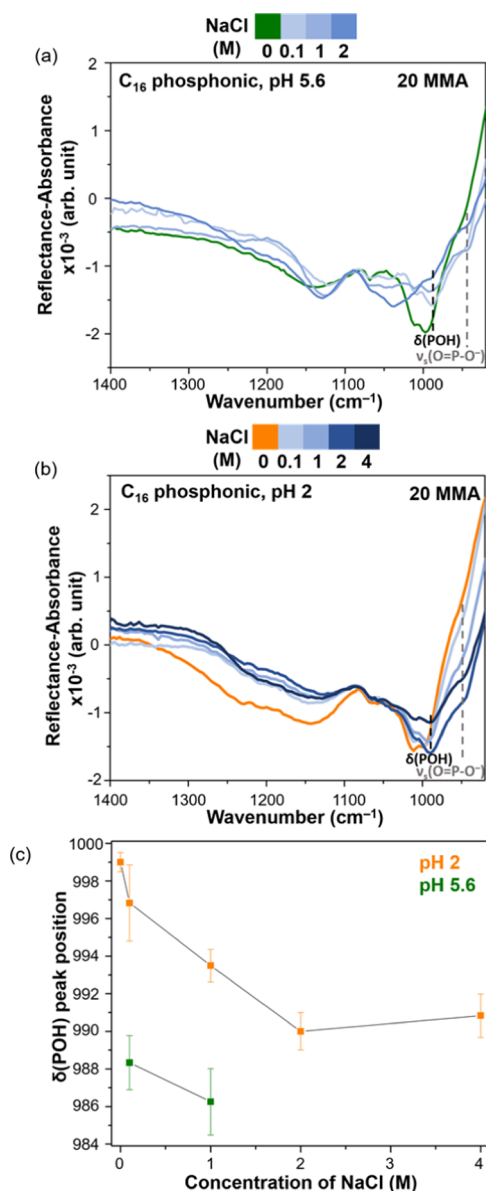 NaCl
(M) 0 0.1 1 2
(a)
C₁₆ phosphonic, pH 5.6 20 MMA
Reflectance-Absorbance
x10⁻³ (arb. unit)
1
0
-1
-2
δ(POH)
νₛ(O=P-O⁻)
1400 1300 1200 1100 1000
Wavenumber (cm⁻¹)
NaCl
(M) 0 0.1 1 2 4
(b)
C₁₆ phosphonic, pH 2 20 MMA
Reflectance-Absorbance
x10⁻³ (arb. unit)
2
1
0
-1
-2
δ(POH)
νₛ(O=P-O⁻)
1400 1300 1200 1100 1000
Wavenumber (cm⁻¹)
(c)
pH 2
pH 5.6
δ(POH) peak position
1000
998
996
994
992
990
988
986
984
0 1 2 3 4
Concentration of NaCl (M)